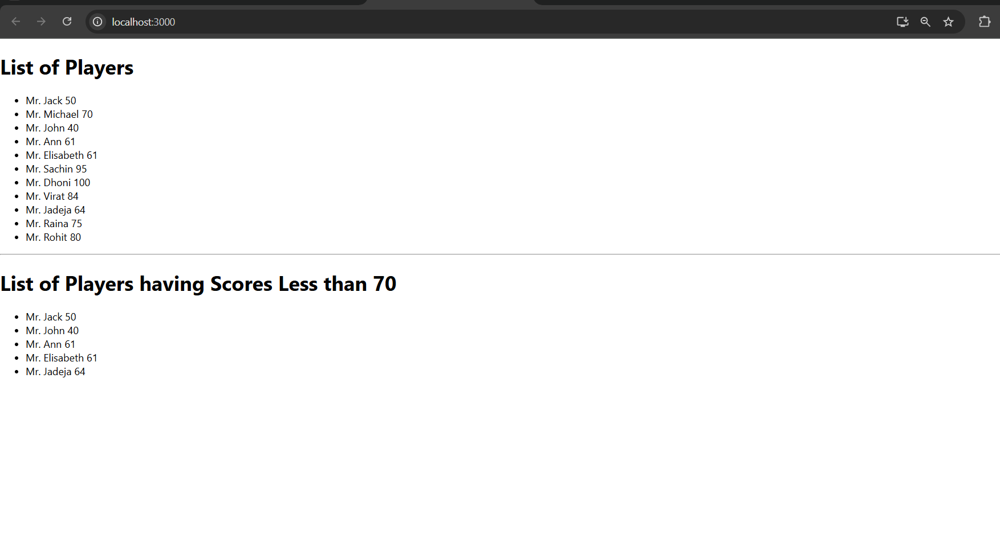 localhost:3000
List of Players
Mr. Jack 50
Mr. Michael 70
Mr. John 40
Mr. Ann 61
Mr. Elisabeth 61
Mr. Sachin 95
Mr. Dhoni 100
Mr. Virat 84
Mr. Jadeja 64
Mr. Raina 75
Mr. Rohit 80
List of Players having Scores Less than 70
Mr. Jack 50
Mr. John 40
Mr. Ann 61
Mr. Elisabeth 61
Mr. Jadeja 64